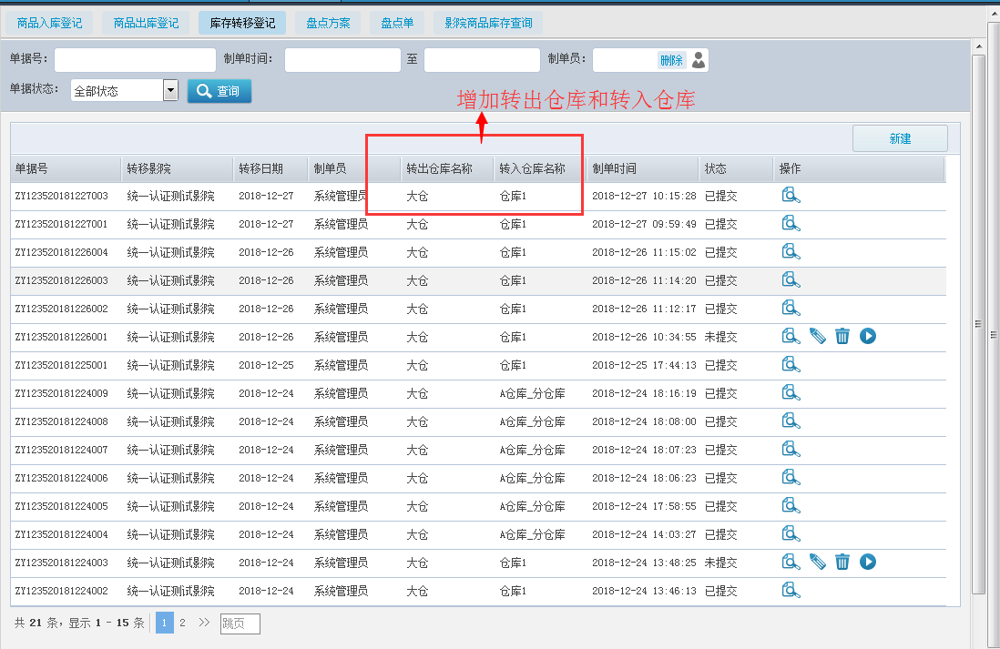 商品入库登记 商品出库登记 库存转移登记 盘点方案 盘点单 影院商品库存查询
单据号： 制单时间： 至 制单员： 删除
单据状态： 全部状态 查询
增加转出仓库和转入仓库
新建
单据号 转移影院 转移日期 制单员 转出仓库名称 转入仓库名称 制单时间 状态 操作
ZY123520181227003 统一认证测试影院 2018-12-27 系统管理员 大仓 仓库1 2018-12-27 10:15:28 已提交
ZY123520181227001 统一认证测试影院 2018-12-27 系统管理员 大仓 仓库1 2018-12-27 09:59:49 已提交
ZY123520181226004 统一认证测试影院 2018-12-26 系统管理员 大仓 仓库1 2018-12-26 11:15:02 已提交
ZY123520181226003 统一认证测试影院 2018-12-26 系统管理员 大仓 仓库1 2018-12-26 11:14:20 已提交
ZY123520181226002 统一认证测试影院 2018-12-26 系统管理员 大仓 仓库1 2018-12-26 11:12:17 已提交
ZY123520181226001 统一认证测试影院 2018-12-26 系统管理员 大仓 仓库1 2018-12-26 10:34:55 未提交
ZY123520181225001 统一认证测试影院 2018-12-25 系统管理员 大仓 仓库1 2018-12-25 17:44:13 已提交
ZY123520181224009 统一认证测试影院 2018-12-24 系统管理员 大仓 A仓库_分仓库 2018-12-24 18:16:19 已提交
ZY123520181224008 统一认证测试影院 2018-12-24 系统管理员 大仓 A仓库_分仓库 2018-12-24 18:08:00 已提交
ZY123520181224007 统一认证测试影院 2018-12-24 系统管理员 大仓 A仓库_分仓库 2018-12-24 18:07:23 已提交
ZY123520181224006 统一认证测试影院 2018-12-24 系统管理员 大仓 A仓库_分仓库 2018-12-24 18:06:23 已提交
ZY123520181224005 统一认证测试影院 2018-12-24 系统管理员 大仓 A仓库_分仓库 2018-12-24 17:58:55 已提交
ZY123520181224004 统一认证测试影院 2018-12-24 系统管理员 大仓 A仓库_分仓库 2018-12-24 14:03:27 已提交
ZY123520181224003 统一认证测试影院 2018-12-24 系统管理员 大仓 仓库1 2018-12-24 13:48:25 未提交
ZY123520181224002 统一认证测试影院 2018-12-24 系统管理员 大仓 仓库1 2018-12-24 13:46:13 已提交
共 21 条，显示 1 - 15 条 1 2 >> 跳页